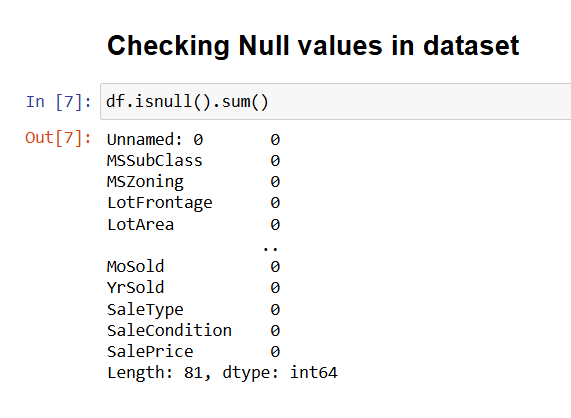 Checking Null values in dataset
In [7]: df.isnull().sum()
Out[7]: Unnamed: 0       0
MSSubClass       0
MSZoning         0
LotFrontage      0
LotArea          0
..
MoSold           0
YrSold           0
SaleType         0
SaleCondition    0
SalePrice        0
Length: 81, dtype: int64